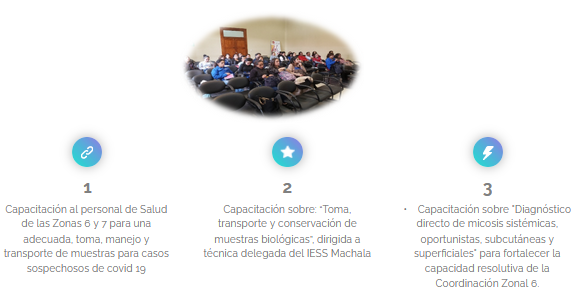 1
Capacitación al personal de Salud
de las Zonas 6 y 7 para una
adecuada, toma, manejo y
transporte de muestras para casos
sospechosos de covid 19
2
Capacitación sobre: "Toma,
transporte y conservación de
muestras biológicas", dirigida a
técnica delegada del IESS Machala
3
• Capacitación sobre "Diagnóstico
directo de micosis sistémicas,
oportunistas, subcutáneas y
superficiales" para fortalecer la
capacidad resolutiva de la
Coordinación Zonal 6.